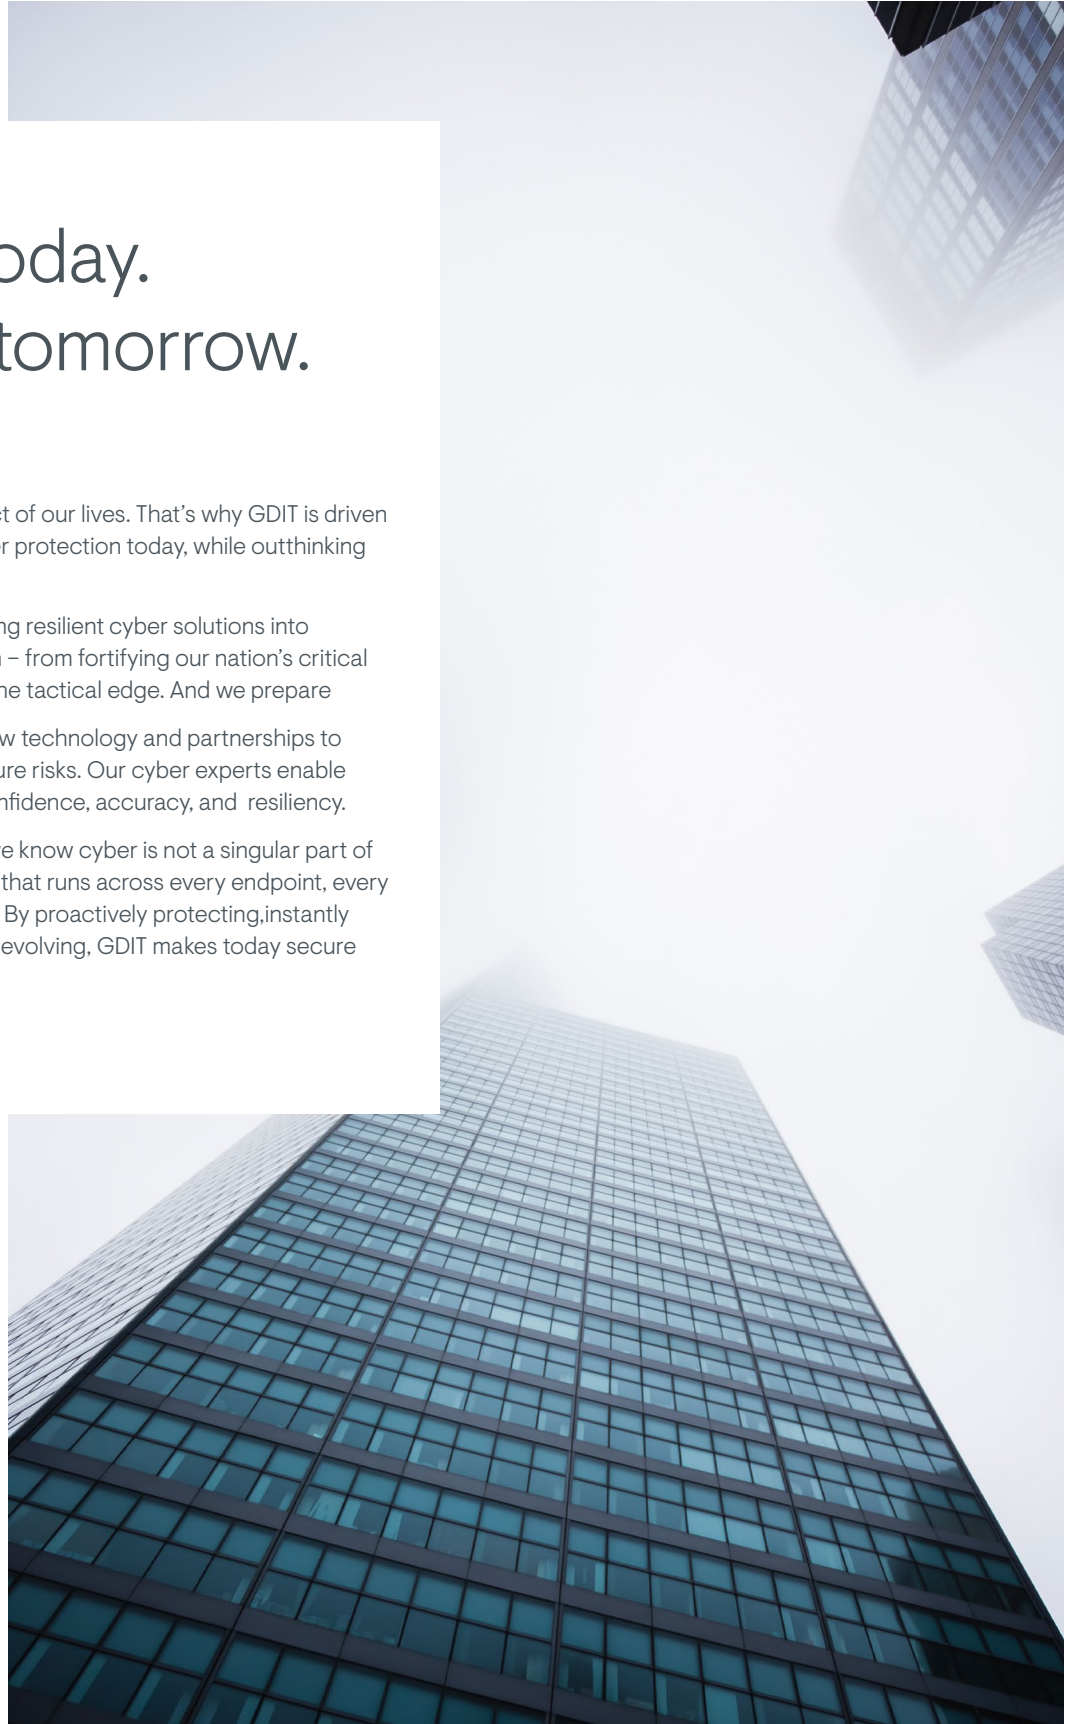 oday.
tomorrow.
ct of our lives. That’s why GDIT is driven
er protection today, while outthinking
ng resilient cyber solutions into
– from fortifying our nation’s critical
he tactical edge. And we prepare
w technology and partnerships to
ure risks. Our cyber experts enable
nfidence, accuracy, and resiliency.
e know cyber is not a singular part of
that runs across every endpoint, every
By proactively protecting,instantly
evolving, GDIT makes today secure